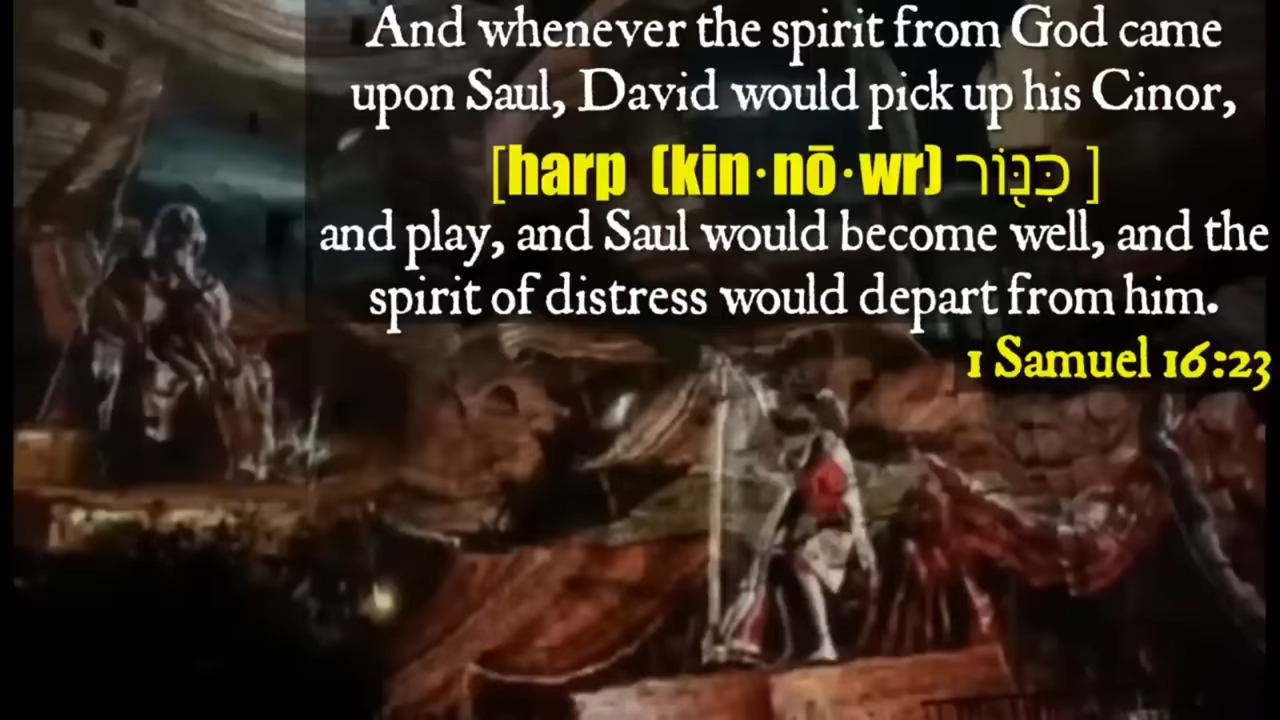 And whenever the spirit from God came
upon Saul, David would pick up his Cinor,
[harp (kin·nō·wr) כִּנּ֖וֹר ]
and play, and Saul would become well, and the
spirit of distress would depart from him.
1 Samuel 16:23